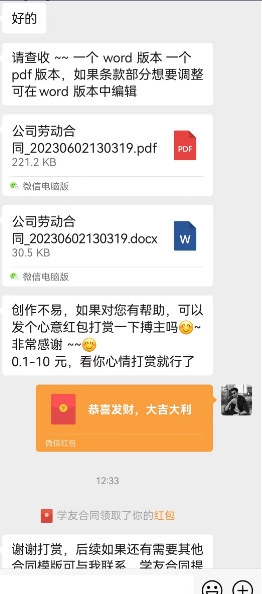 好的
请查收 ~~ 一个 word 版本 一个
pdf 版本，如果条款部分想要调整
可在 word 版本中编辑
公司劳动合
同_20230602130319.pdf
221.2 KB
PDF
微信电脑版
公司劳动合
同_20230602130319.docx
30.5 KB
W
微信电脑版
创作不易，如果对您有帮助，可以
发个心意红包打赏一下搏主吗😊~
非常感谢 ~~😊
0.1-10 元，看你心情打赏就行了
恭喜发财，大吉大利
微信红包
12:33
学友合同领取了你的红包
谢谢打赏，后续如果还有需要其他
合同模版可与我联系，学友合同提